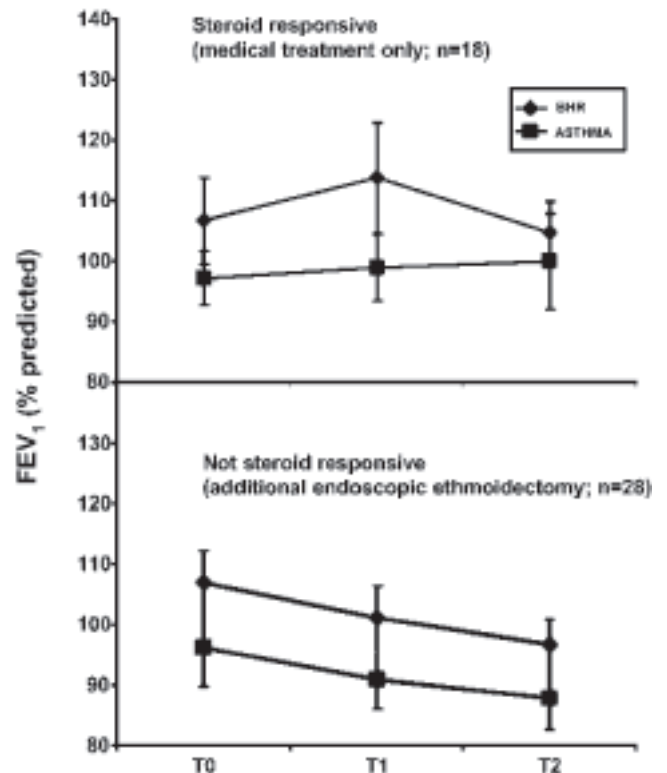 140
Steroid responsive
(medical treatment only; n=18)
130
BHR
ASTHMA
120
110
100
90
80
FEV1 (% predicted)
130
Not steroid responsive
(additional endoscopic ethmoidectomy; n=28)
120
110
100
90
80
T0 T1 T2